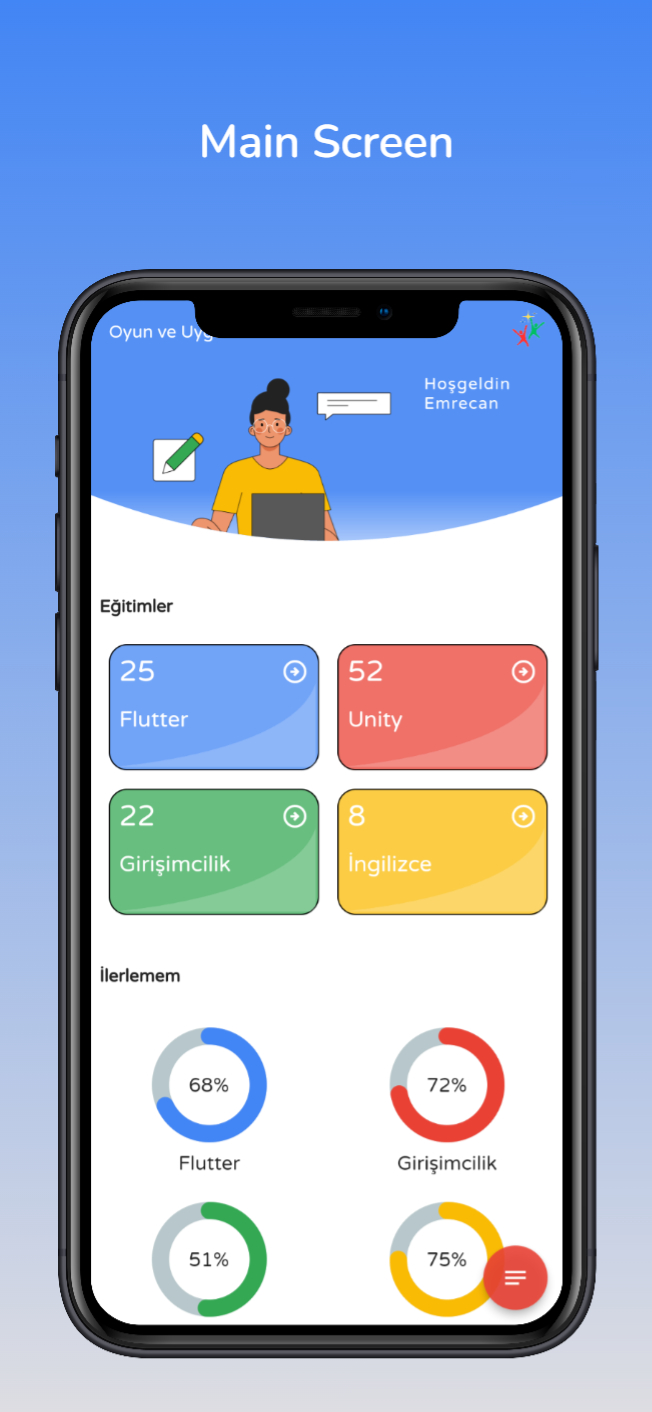 Main Screen
Oyun ve
Hoşgeldin
Emrecan
Eğitimler
25
Flutter
52
Unity
22
Girişimcilik
8
İngilizce
İlerlemem
68%
Flutter
72%
Girişimcilik
51%
75%